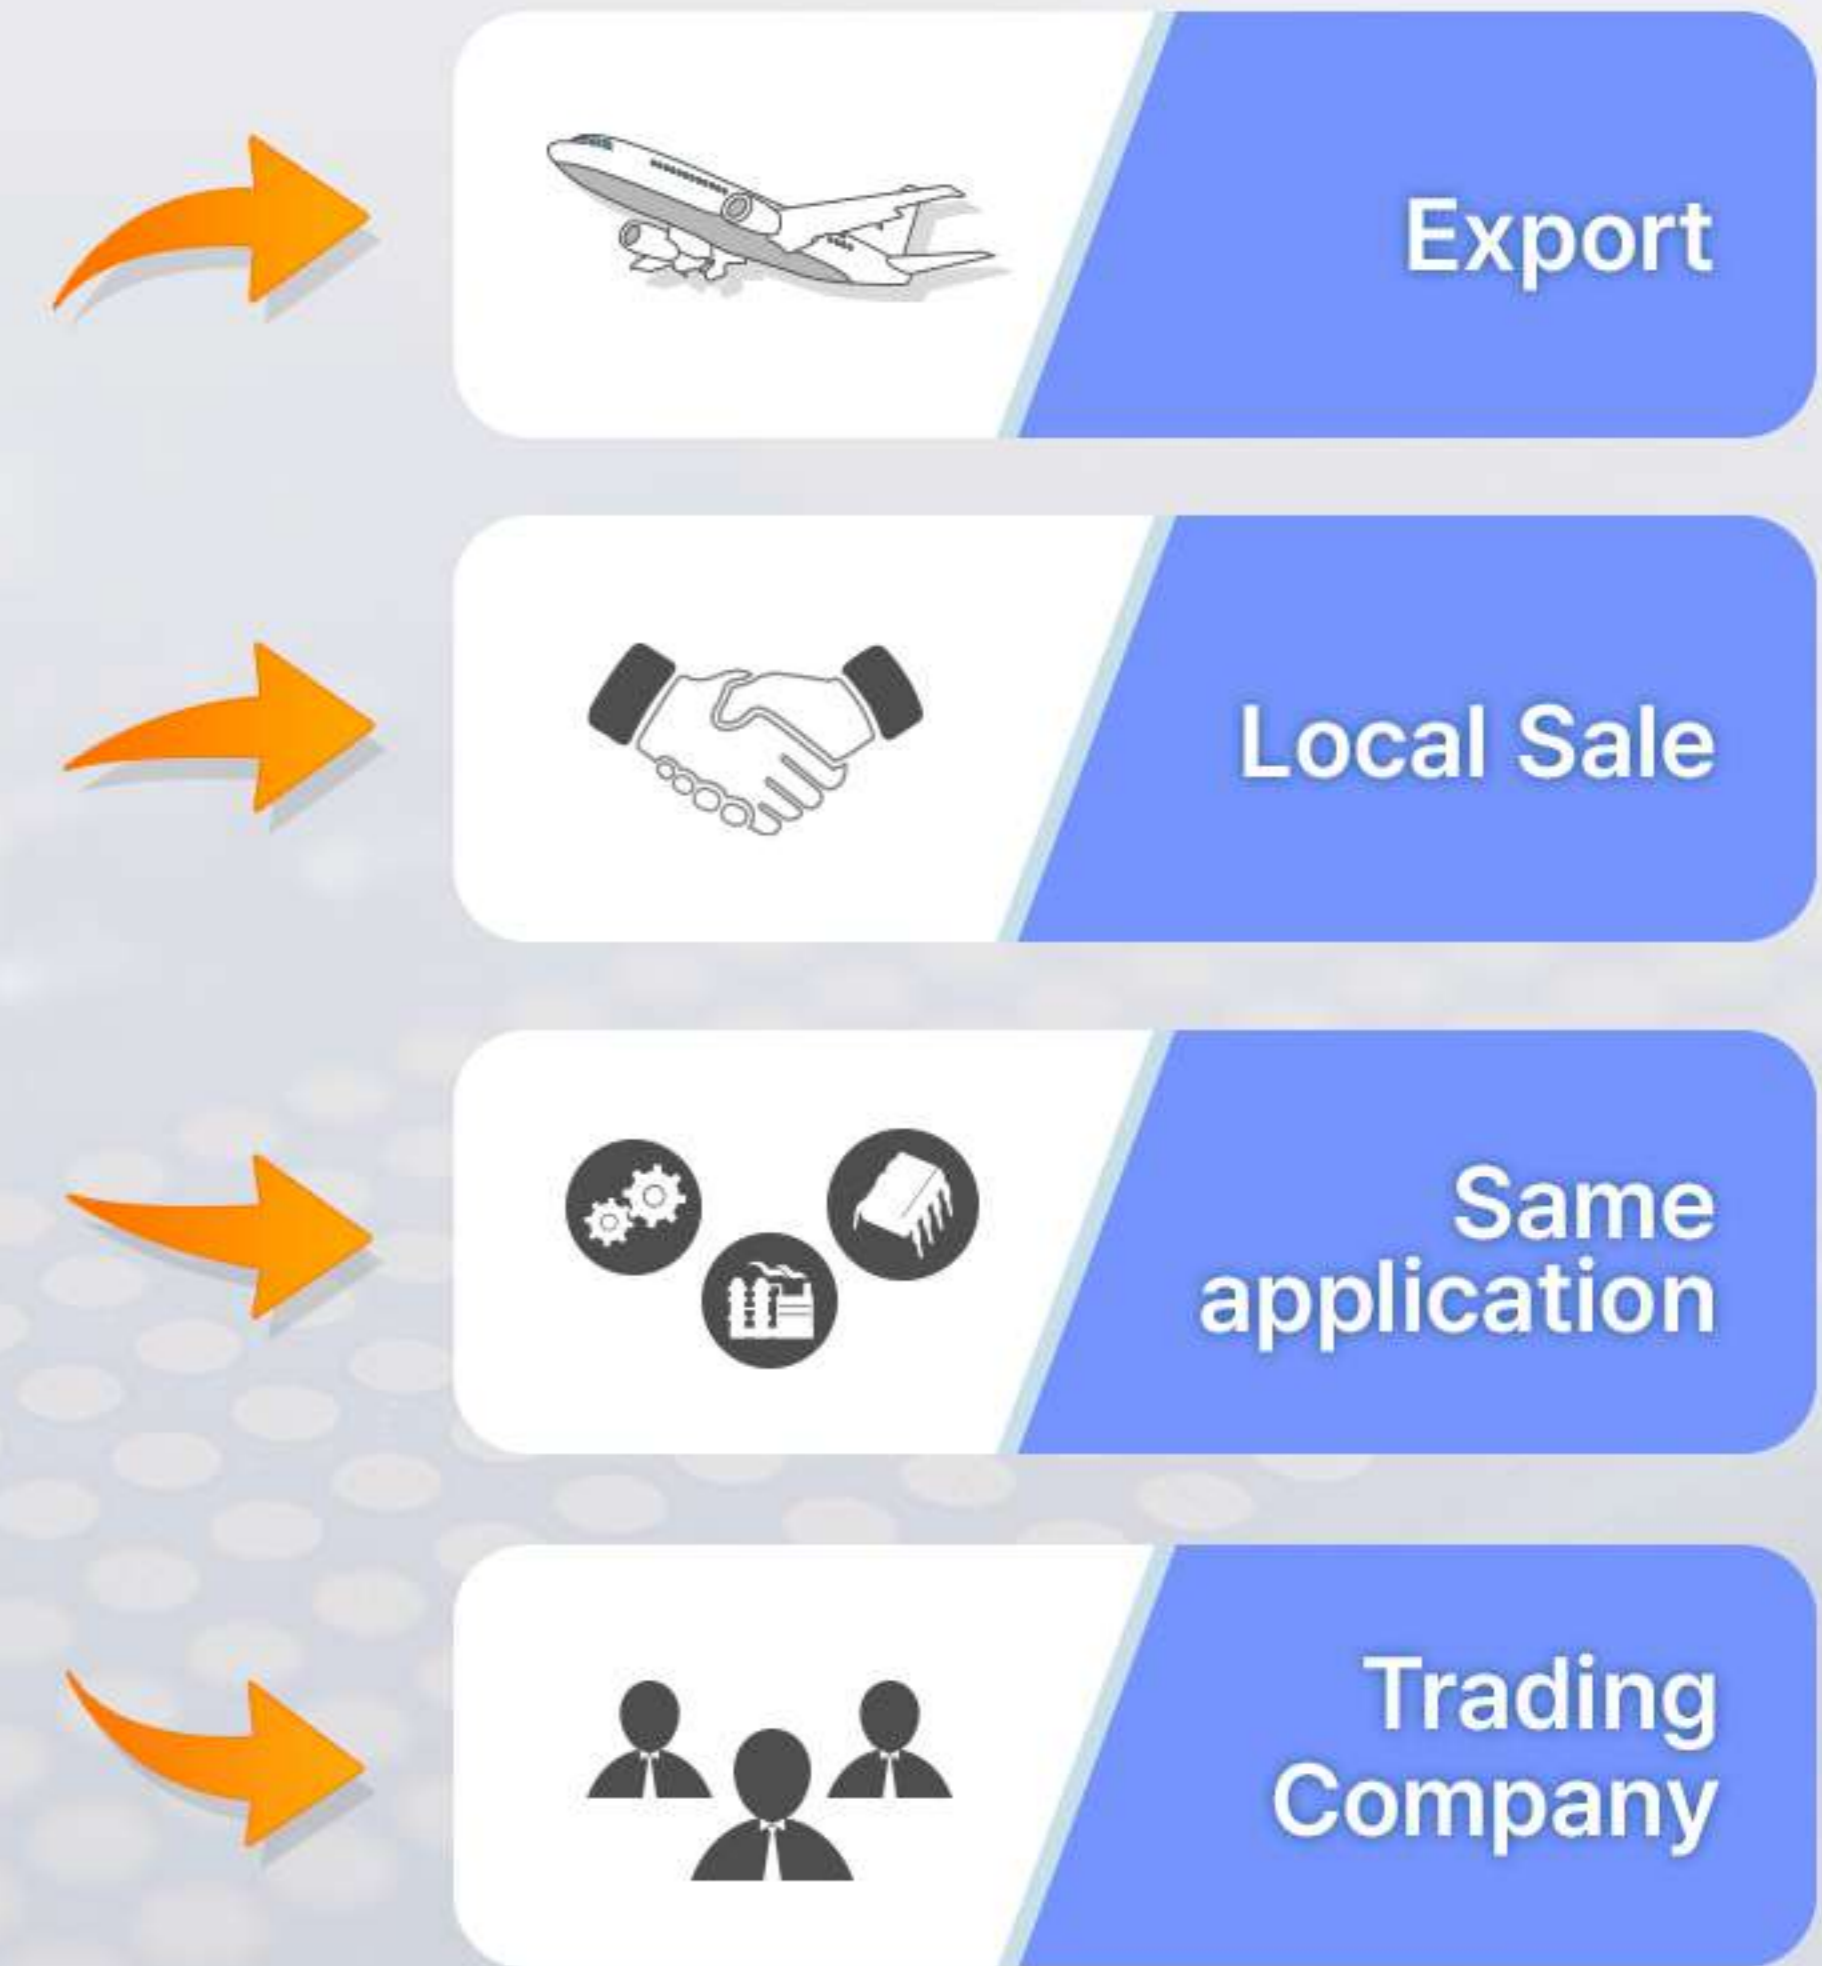 Export
Local Sale
Same
application
Trading
Company